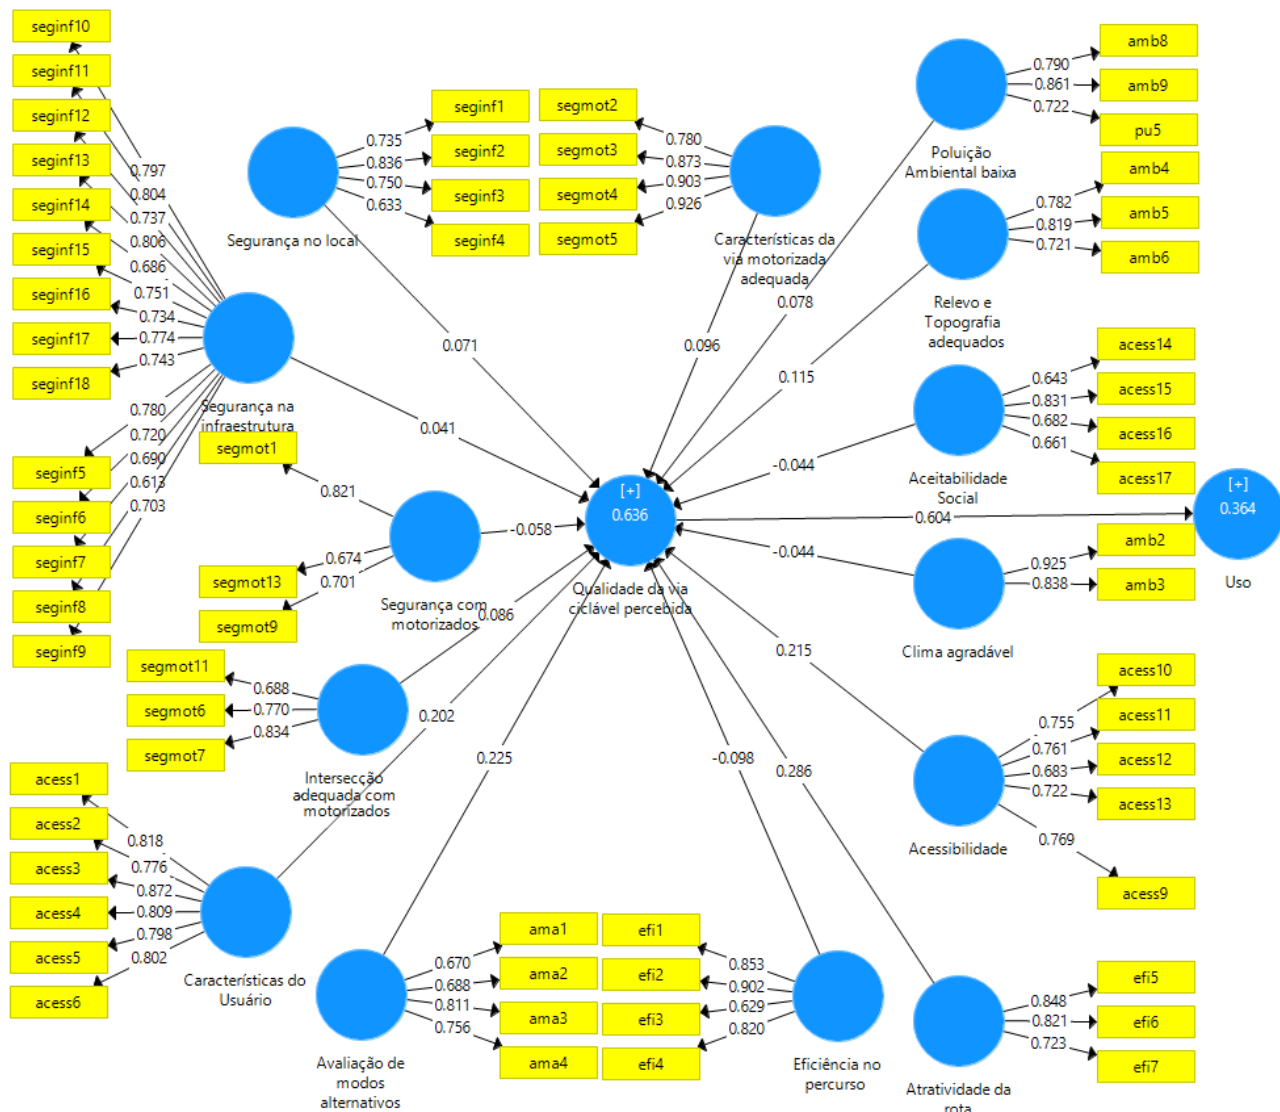 seginf10
seginf11
seginf12
seginf13
seginf14
seginf15
seginf16
seginf17
seginf18
seginf5
seginf6
seginf7
seginf8
seginf9
0.797
0.804
0.737
0.806
0.686
0.751
0.734
0.774
0.743
0.780
0.720
0.690
0.613
0.703
Segurança na
infraestrutura
0.041
seginf1
seginf2
seginf3
seginf4
0.735
0.836
0.750
0.633
Segurança no local
0.071
segmot2
segmot3
segmot4
segmot5
0.780
0.873
0.903
0.926
Características da
via motorizada
adequada
0.096
amb8
amb9
pu5
0.790
0.861
0.722
Poluição
Ambiental baixa
0.078
amb4
amb5
amb6
0.782
0.819
0.721
Relevo e
Topografia
adequados
0.115
acess14
acess15
acess16
acess17
0.643
0.831
0.682
0.661
Aceitabilidade
Social
-0.044
amb2
amb3
0.925
0.838
Clima agradável
-0.044
[+]
0.364
Uso
0.604
[+]
0.636
Qualidade da via
ciclável percebida
segmot1
segmot13
segmot9
0.821
0.674
0.701
Segurança com
motorizados
-0.058
segmot11
segmot6
segmot7
0.688
0.770
0.834
Intersecção
adequada com
motorizados
0.086
acess1
acess2
acess3
acess4
acess5
acess6
0.818
0.776
0.872
0.809
0.798
0.802
Características do
Usuário
0.202
ama1
ama2
ama3
ama4
0.670
0.688
0.811
0.756
Avaliação de
modos
alternativos
0.225
efi1
efi2
efi3
efi4
0.853
0.902
0.629
0.820
Eficiência no
percurso
-0.098
efi5
efi6
efi7
0.848
0.821
0.723
Atratividade da
rota
0.286
acess10
acess11
acess12
acess13
acess9
0.755
0.761
0.683
0.722
0.769
Acessibilidade
0.215